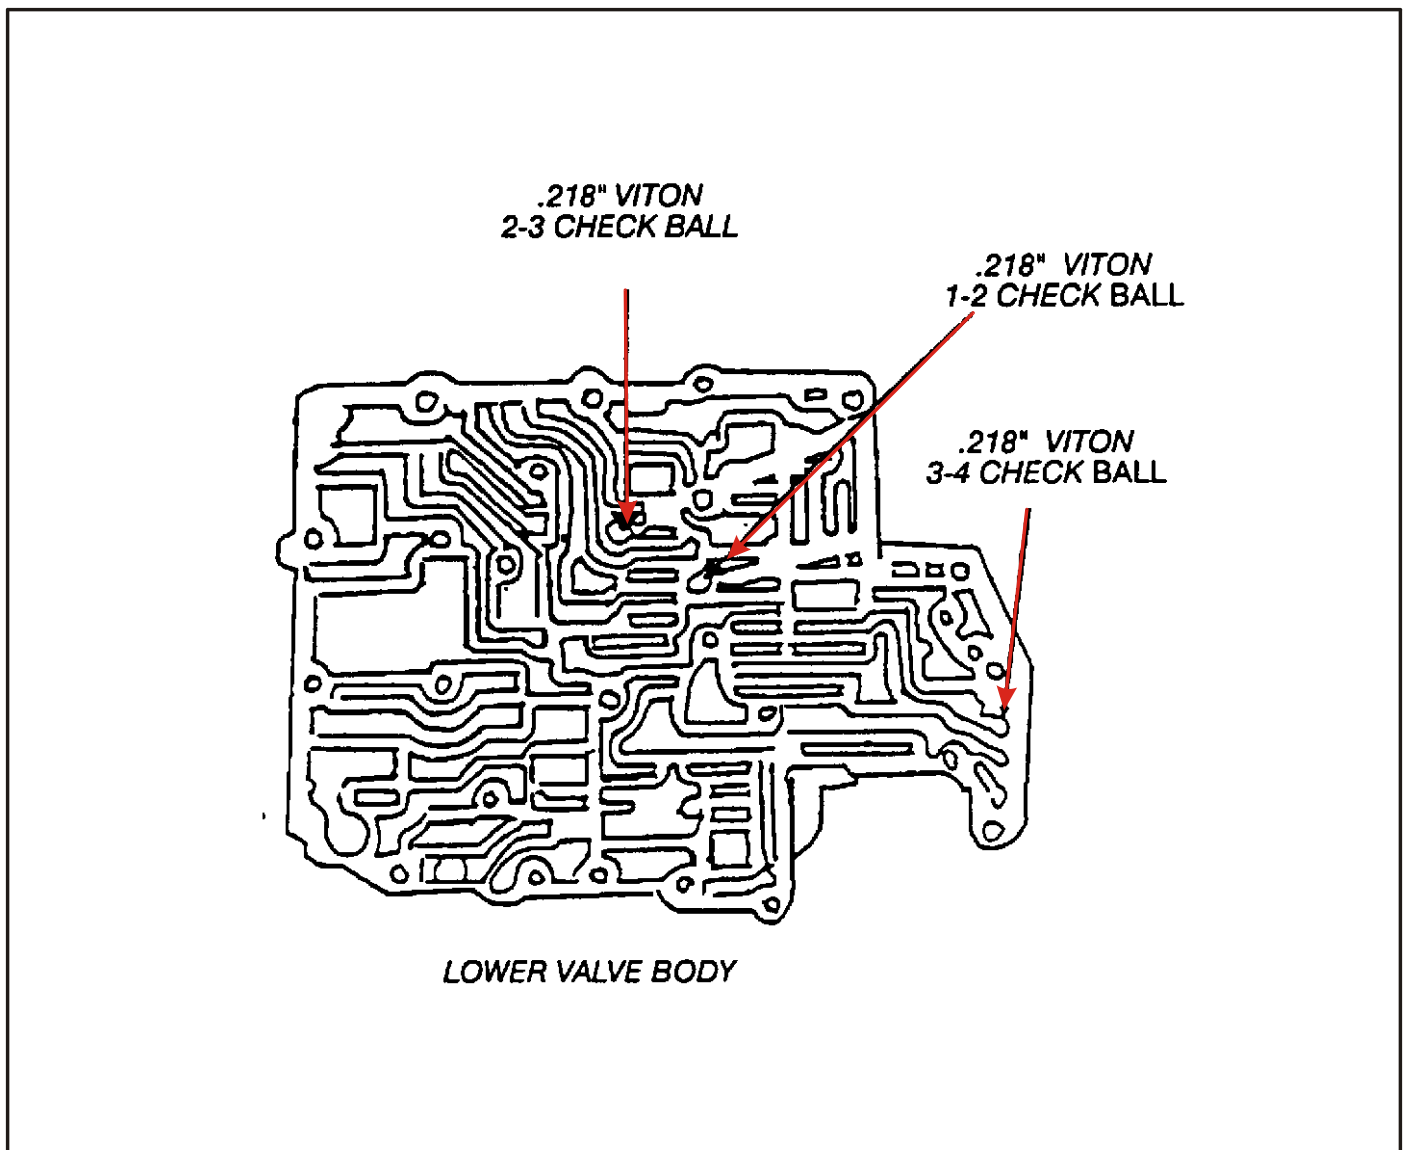 .218" VITON
2-3 CHECK BALL
.218" VITON
1-2 CHECK BALL
.218" VITON
3-4 CHECK BALL
LOWER VALVE BODY